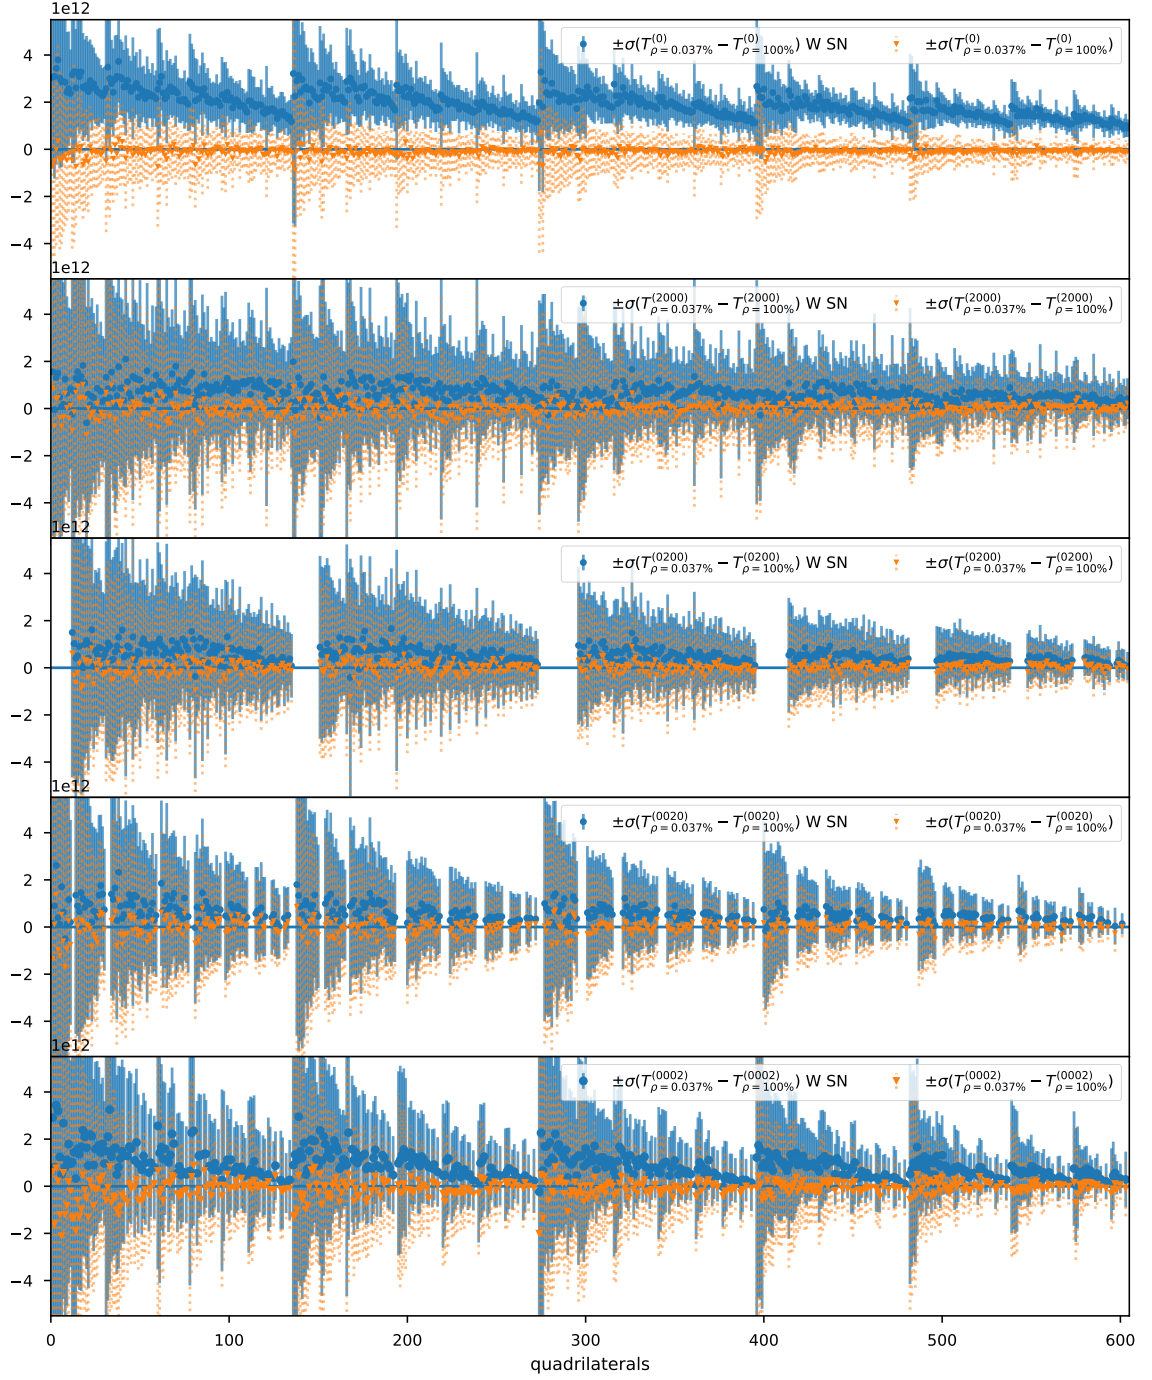 1e12
±σ(T^{(0)}_{ρ=0.037%} − T^{(0)}_{ρ=100%}) W SN ±σ(T^{(0)}_{ρ=0.037%} − T^{(0)}_{ρ=100%})
4
2
0
−2
−4
1e12
±σ(T^{(2000)}_{ρ=0.037%} − T^{(2000)}_{ρ=100%}) W SN ±σ(T^{(2000)}_{ρ=0.037%} − T^{(2000)}_{ρ=100%})
4
2
0
−2
−4
1e12
±σ(T^{(0200)}_{ρ=0.037%} − T^{(0200)}_{ρ=100%}) W SN ±σ(T^{(0200)}_{ρ=0.037%} − T^{(0200)}_{ρ=100%})
4
2
0
−2
−4
1e12
±σ(T^{(0020)}_{ρ=0.037%} − T^{(0020)}_{ρ=100%}) W SN ±σ(T^{(0020)}_{ρ=0.037%} − T^{(0020)}_{ρ=100%})
4
2
0
−2
−4
1e12
±σ(T^{(0002)}_{ρ=0.037%} − T^{(0002)}_{ρ=100%}) W SN ±σ(T^{(0002)}_{ρ=0.037%} − T^{(0002)}_{ρ=100%})
4
2
0
−2
−4
0 100 200 300 400 500 600
quadrilaterals